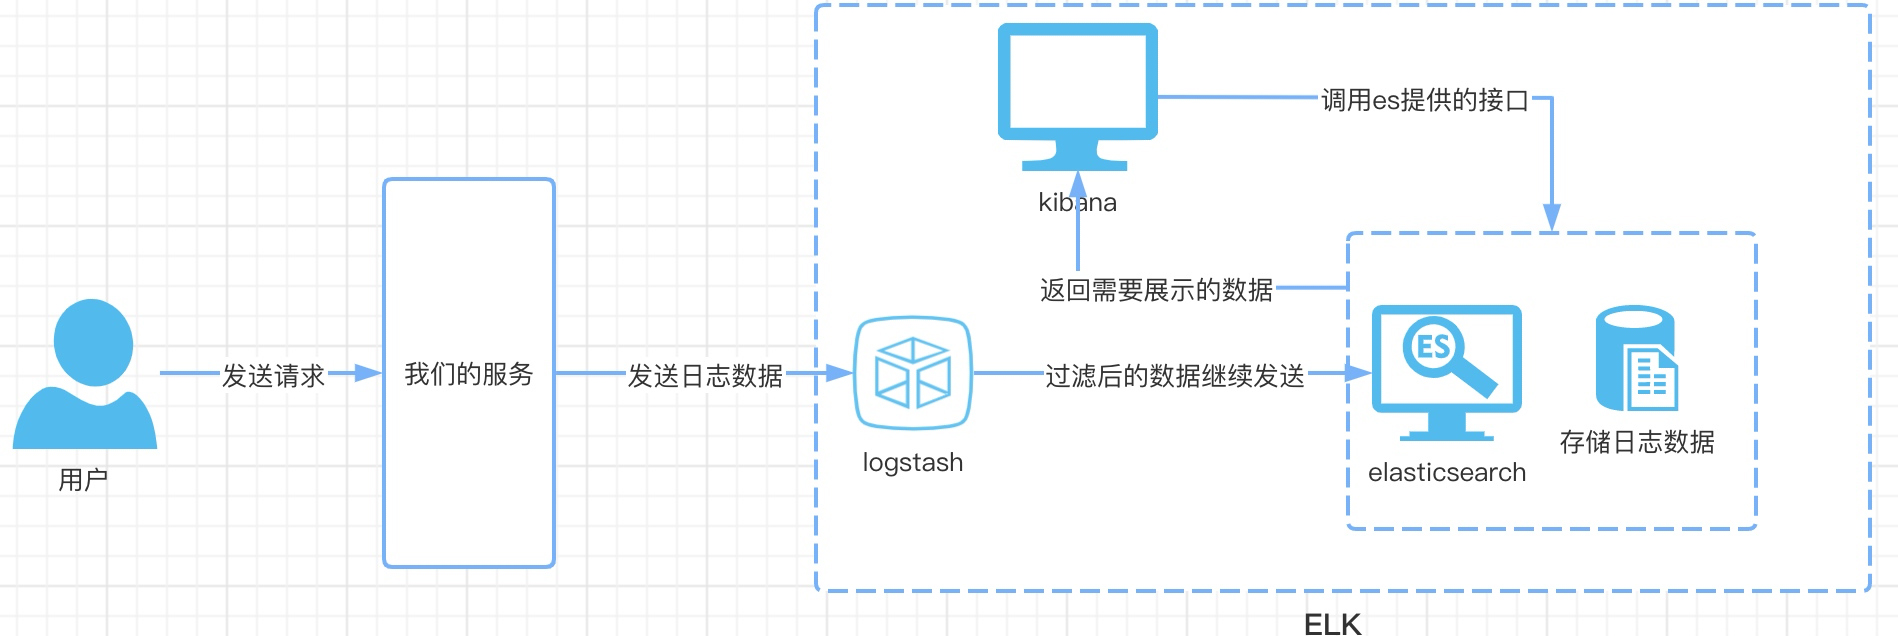 调用es提供的接口
kibana
返回需要展示的数据
ES
发送请求
我们的服务
发送日志数据
过滤后的数据继续发送
存储日志数据
logstash
elasticsearch
用户
ELK